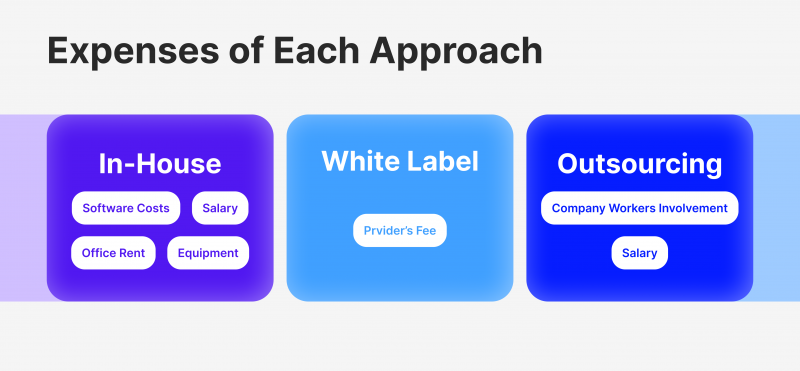 Expenses of Each Approach
In-House
Software Costs
Salary
Office Rent
Equipment
White Label
Prvider’s Fee
Outsourcing
Company Workers Involvement
Salary